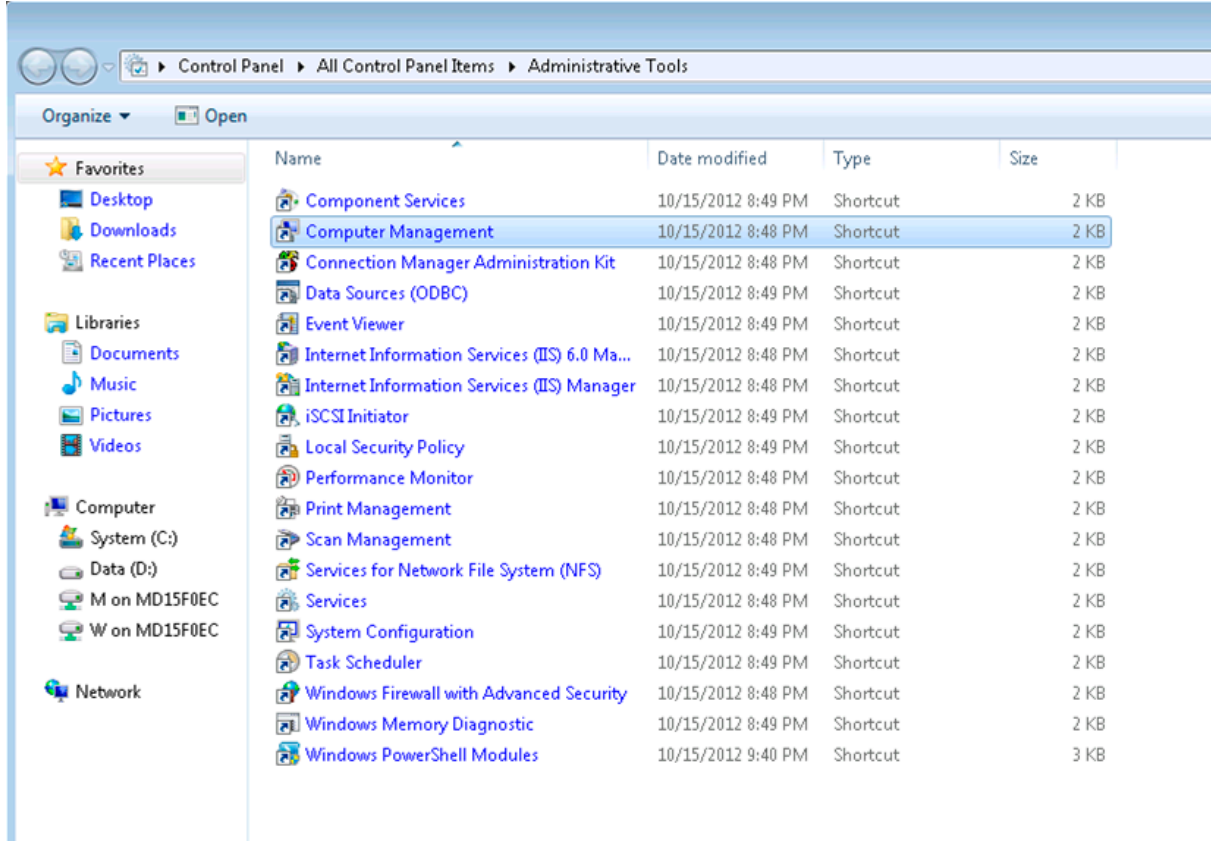 Control Panel ▸ All Control Panel Items ▸ Administrative Tools
Organize ▼ Open
Favorites
Desktop
Downloads
Recent Places
Libraries
Documents
Music
Pictures
Videos
Computer
System (C:)
Data (D:)
M on MD15F0EC
W on MD15F0EC
Network
Name Date modified Type Size
Component Services 10/15/2012 8:49 PM Shortcut 2 KB
Computer Management 10/15/2012 8:48 PM Shortcut 2 KB
Connection Manager Administration Kit 10/15/2012 8:48 PM Shortcut 2 KB
Data Sources (ODBC) 10/15/2012 8:49 PM Shortcut 2 KB
Event Viewer 10/15/2012 8:49 PM Shortcut 2 KB
Internet Information Services (IIS) 6.0 Ma... 10/15/2012 8:48 PM Shortcut 2 KB
Internet Information Services (IIS) Manager 10/15/2012 8:48 PM Shortcut 2 KB
iSCSI Initiator 10/15/2012 8:49 PM Shortcut 2 KB
Local Security Policy 10/15/2012 8:49 PM Shortcut 2 KB
Performance Monitor 10/15/2012 8:49 PM Shortcut 2 KB
Print Management 10/15/2012 8:48 PM Shortcut 2 KB
Scan Management 10/15/2012 8:48 PM Shortcut 2 KB
Services for Network File System (NFS) 10/15/2012 8:48 PM Shortcut 2 KB
Services 10/15/2012 8:48 PM Shortcut 2 KB
System Configuration 10/15/2012 8:49 PM Shortcut 2 KB
Task Scheduler 10/15/2012 8:49 PM Shortcut 2 KB
Windows Firewall with Advanced Security 10/15/2012 8:48 PM Shortcut 2 KB
Windows Memory Diagnostic 10/15/2012 8:49 PM Shortcut 2 KB
Windows PowerShell Modules 10/15/2012 9:40 PM Shortcut 3 KB